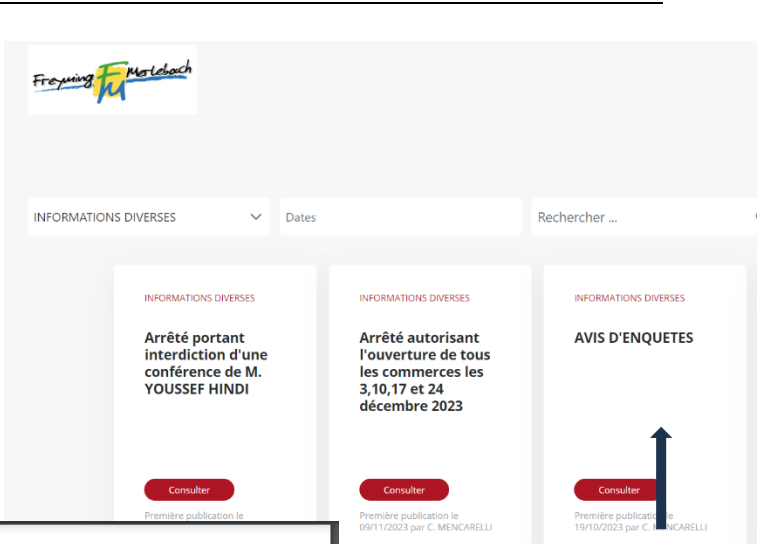 Freyming Merlebach
FM
INFORMATIONS DIVERSES
Dates
Rechercher ...
INFORMATIONS DIVERSES
Arrêté portant
interdiction d'une
conférence de M.
YOUSSEF HINDI
Consulter
Première publication le
INFORMATIONS DIVERSES
Arrêté autorisant
l'ouverture de tous
les commerces les
3,10,17 et 24
décembre 2023
Consulter
Première publication le
09/11/2023 par C. MENCARELLI
INFORMATIONS DIVERSES
AVIS D'ENQUETES
Consulter
Première publication le
19/10/2023 par C. MENCARELLI